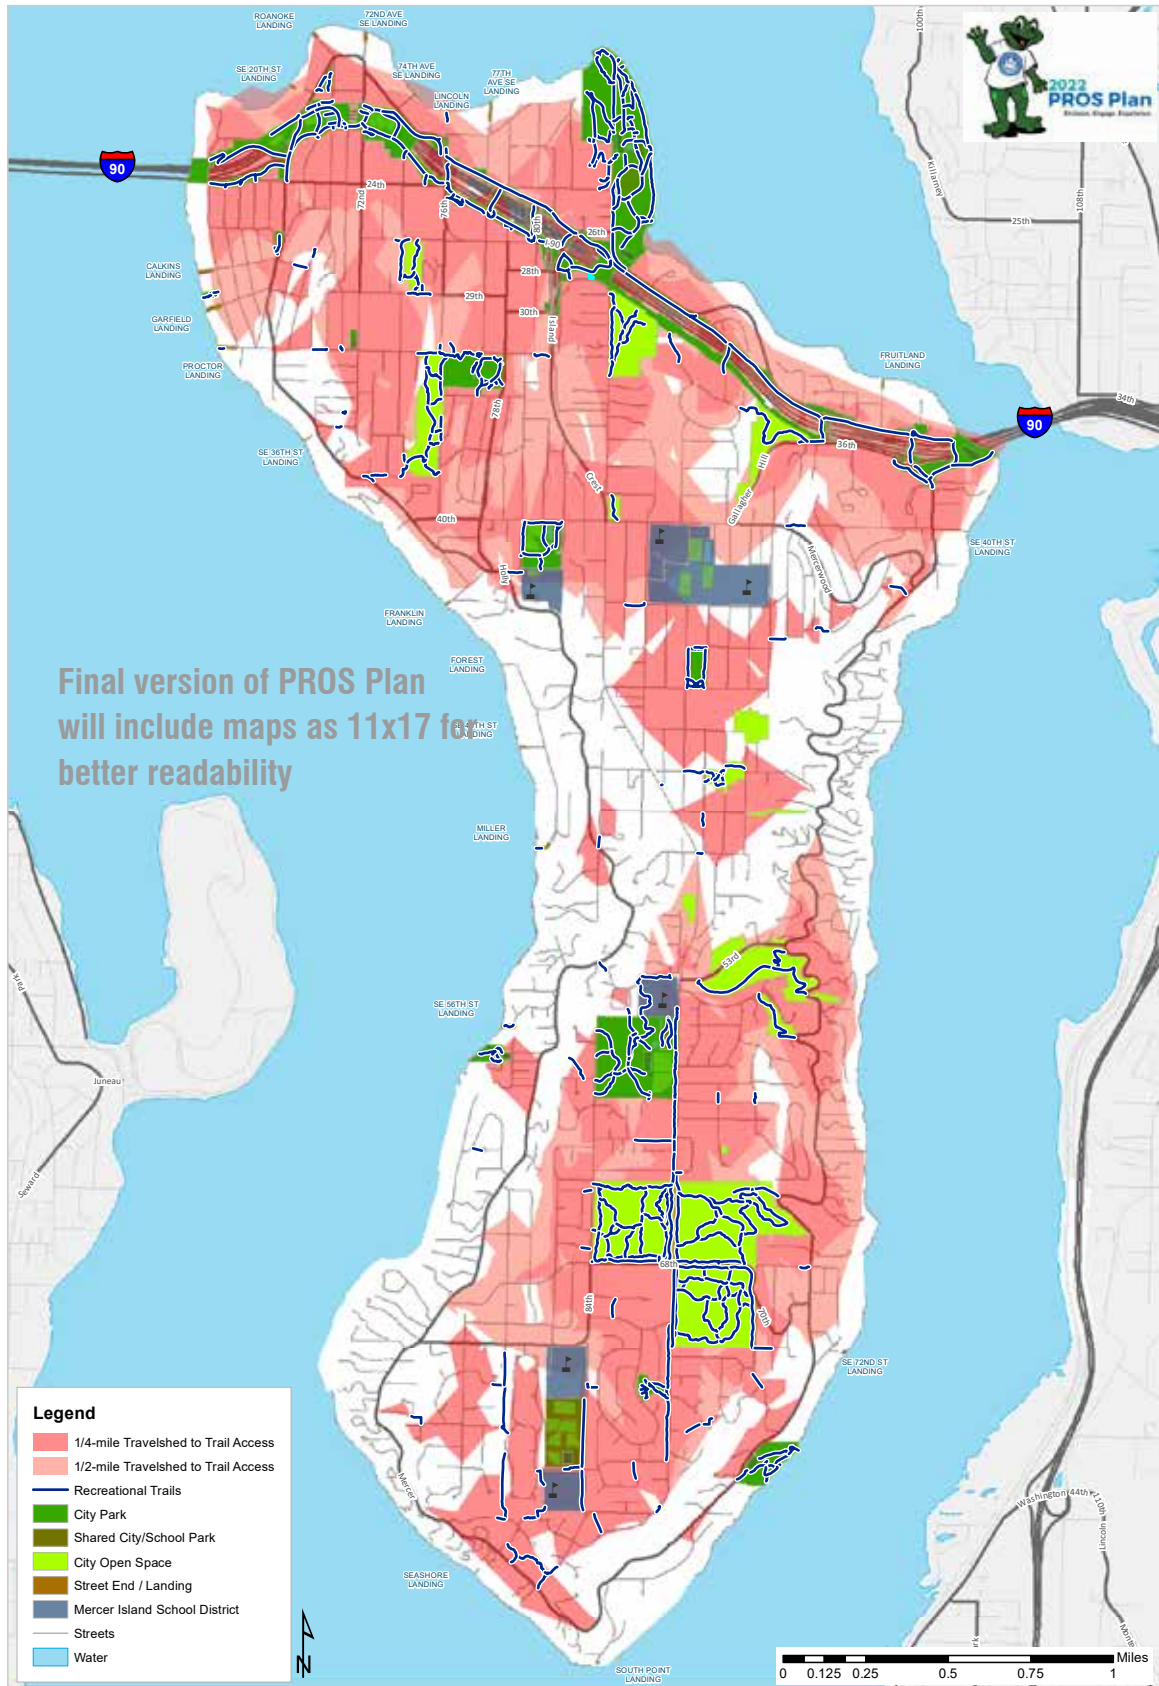 ROANOKE
LANDING
72ND AVE
SE LANDING
SE 20TH ST
LANDING
74TH AVE
SE LANDING
77TH
AVE SE
LANDING
LINCOLN
LANDING
100th
2022
PROS Plan
90
Killarney
108th
25th
24th
72nd
76th
80th
26th
I-90
28th
29th
30th
Island
CALKINS
LANDING
GARFIELD
LANDING
PROCTOR
LANDING
FRUITLAND
LANDING
34th
90
78th
36th
SE 36TH ST
LANDING
Crest
Hill
Gallagher
40th
SE 40TH ST
LANDING
Mercerwood
Holly
FRANKLIN
LANDING
FOREST
LANDING
Final version of PROS Plan
will include maps as 11x17 for
better readability
LANDING
MILLER
LANDING
53rd
Park
SE 56TH ST
LANDING
Juneau
Seward
68th
84th
70th
SE 72ND ST
LANDING
Mercer
Washington
44th
110th
Lincoln
SEASHORE
LANDING
SOUTH POINT
LANDING
Legend
1/4-mile Travelshed to Trail Access
1/2-mile Travelshed to Trail Access
Recreational Trails
City Park
Shared City/School Park
City Open Space
Street End / Landing
Mercer Island School District
Streets
Water
N
Miles
0 0.125 0.25 0.5 0.75 1